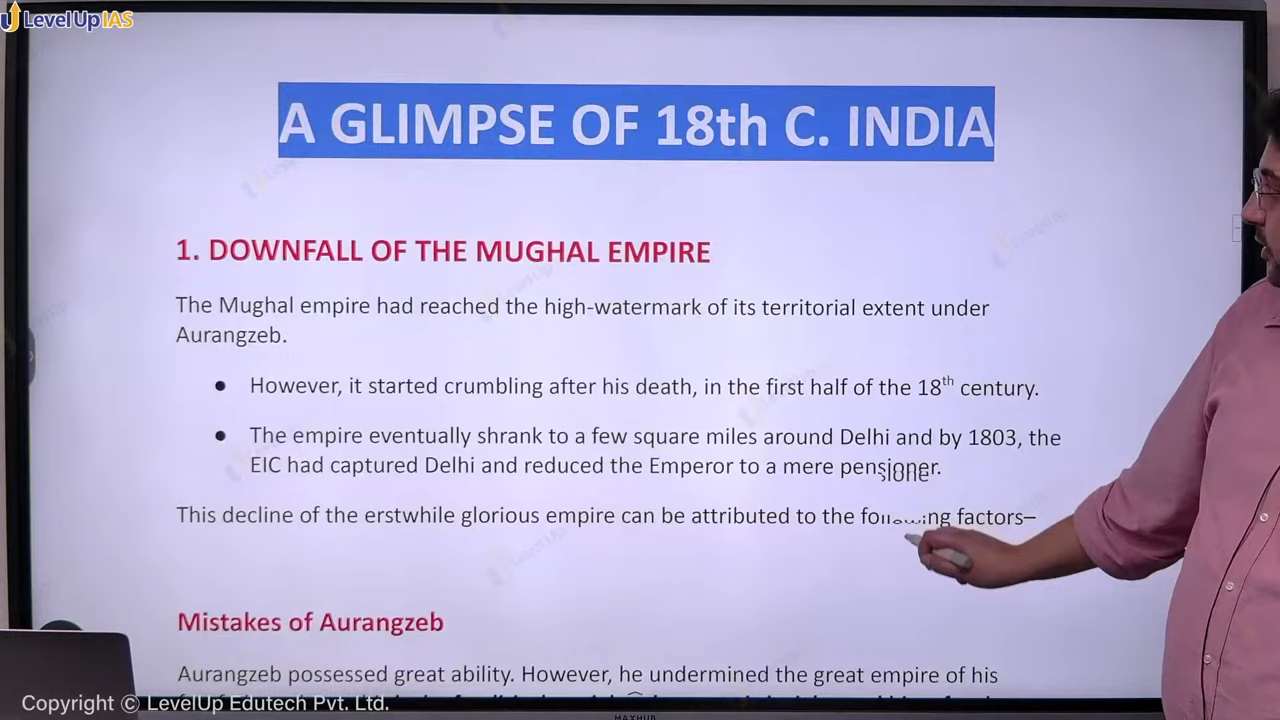 LevelUp IAS
A GLIMPSE OF 18th C. INDIA
1. DOWNFALL OF THE MUGHAL EMPIRE
The Mughal empire had reached the high-watermark of its territorial extent under
Aurangzeb.
● However, it started crumbling after his death, in the first half of the 18th century.
● The empire eventually shrank to a few square miles around Delhi and by 1803, the
EIC had captured Delhi and reduced the Emperor to a mere pensioner.
This decline of the erstwhile glorious empire can be attributed to the following factors–
Mistakes of Aurangzeb
Aurangzeb possessed great ability. However, he undermined the great empire of his
Copyright © LevelUp Edutech Pvt. Ltd.
MAXHUB